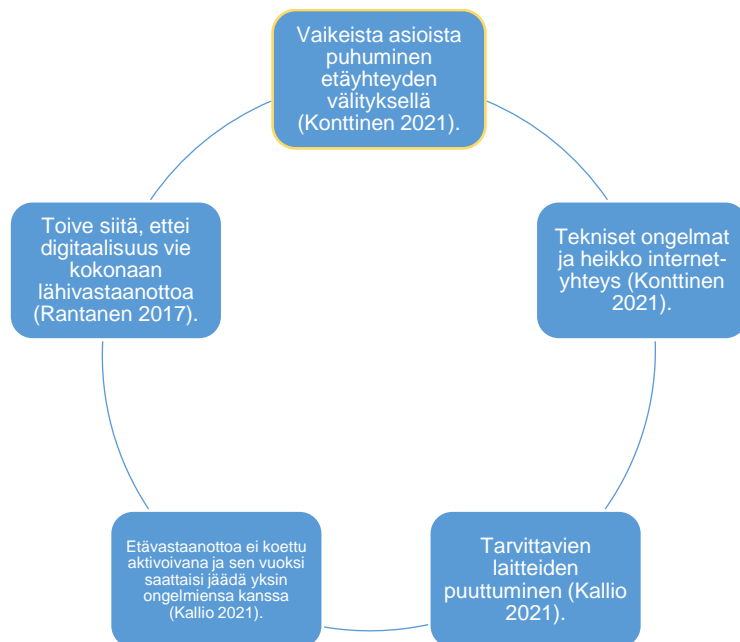 Vaikeista asioista
puhuminen
etäyhteyden
välityksellä
(Konttinen 2021).
Tekniset ongelmat
ja heikko internet-
yhteys (Konttinen
2021).
Tarvittavien
laitteiden
puuttuminen (Kallio
2021).
Etävastaanottoa ei koettu
aktivoivana ja sen vuoksi
saattaisi jäädä yksin
ongelmiensa kanssa
(Kallio 2021).
Toive siitä, ettei
digitaalisuus vie
kokonaan
lähivastaanottoa
(Rantanen 2017).